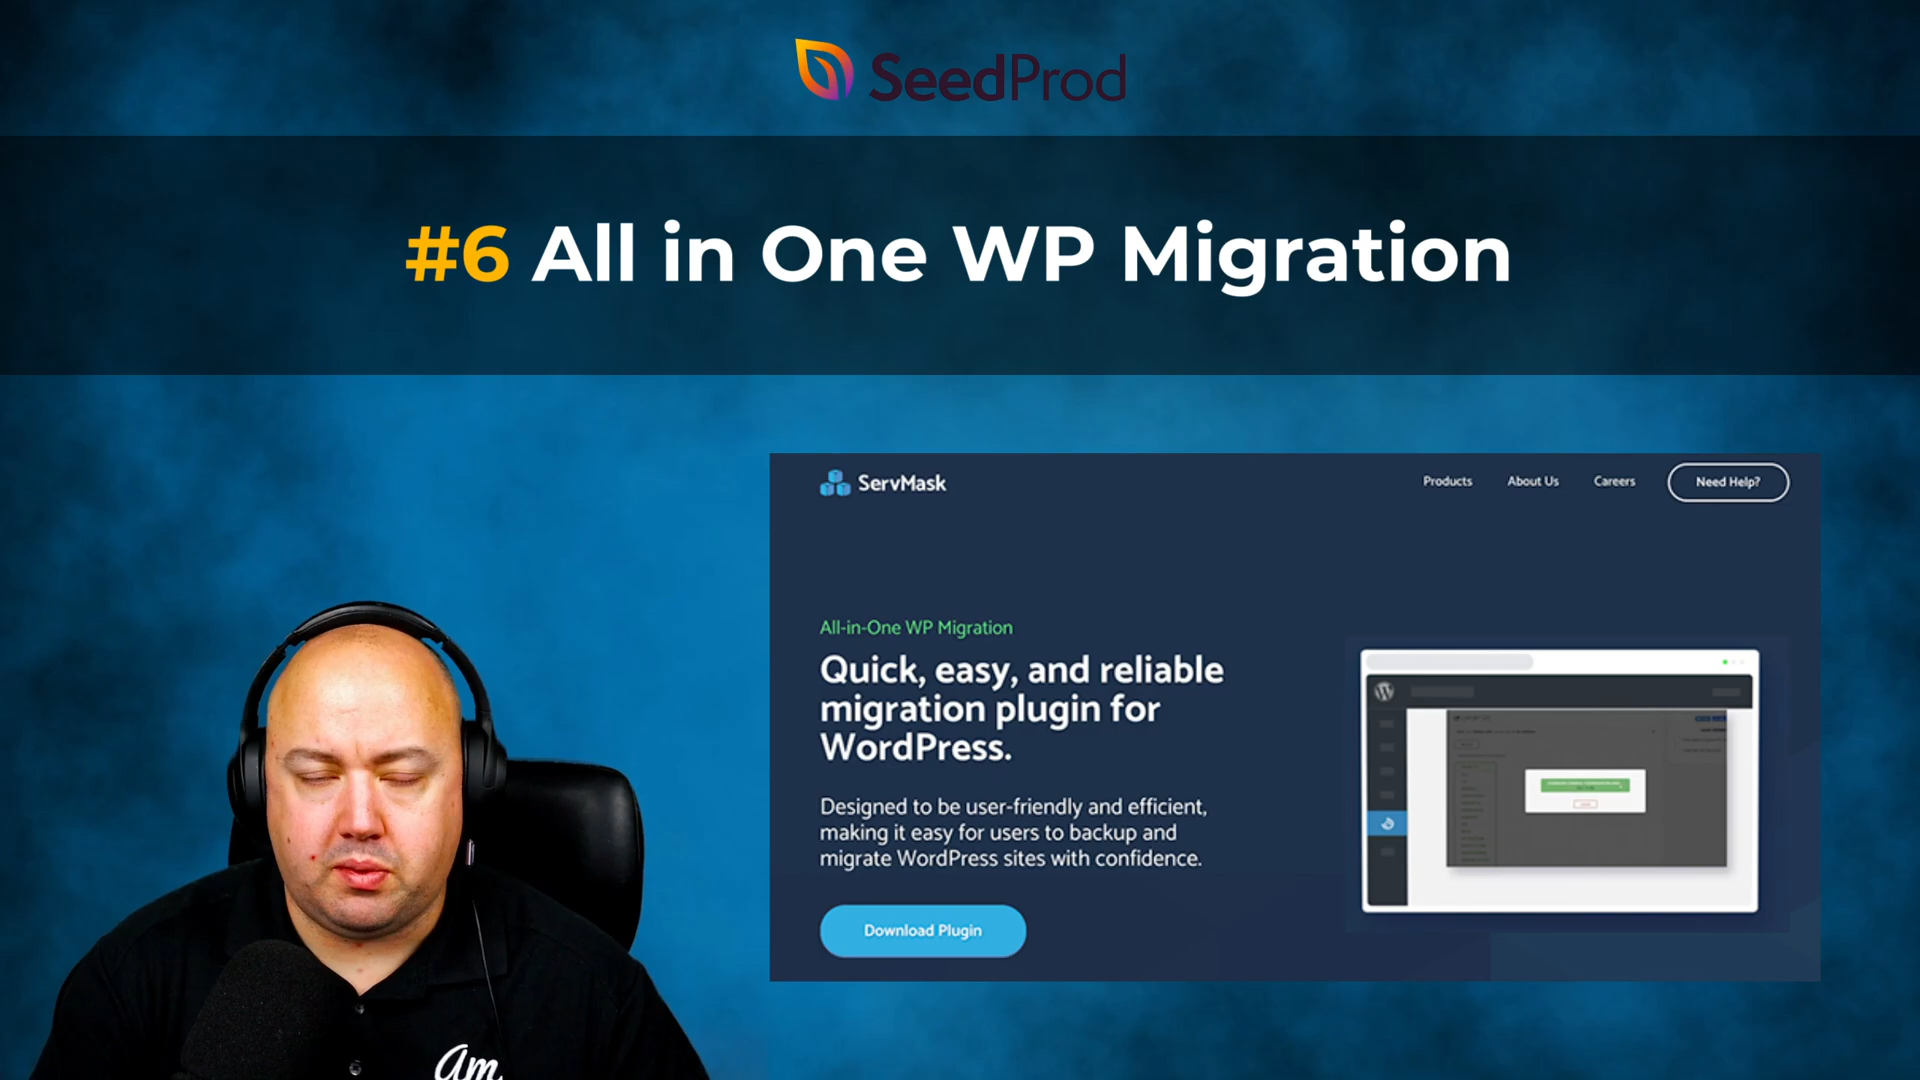 SeedProd
#6 All in One WP Migration
ServMask
Products
About Us
Careers
Need Help?
All-in-One WP Migration
Quick, easy, and reliable
migration plugin for
WordPress.
Designed to be user-friendly and efficient,
making it easy for users to backup and
migrate WordPress sites with confidence.
Download Plugin
am